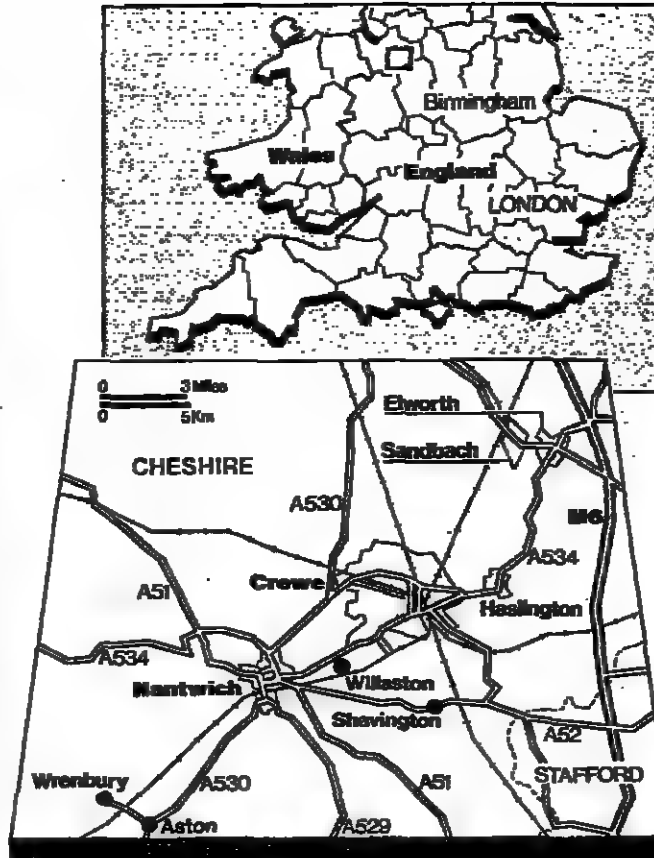 Birmingham
Wales
England
LONDON
0 3 Miles
0 5 Km
Elworth
CHESHIRE
Sandbach
A530
M6
A534
Crewe
A51
Haslington
A534
Willaston
Nantwich
Shavington
A52
Wrenbury
A530
A51
STAFFORD
Aston
A529